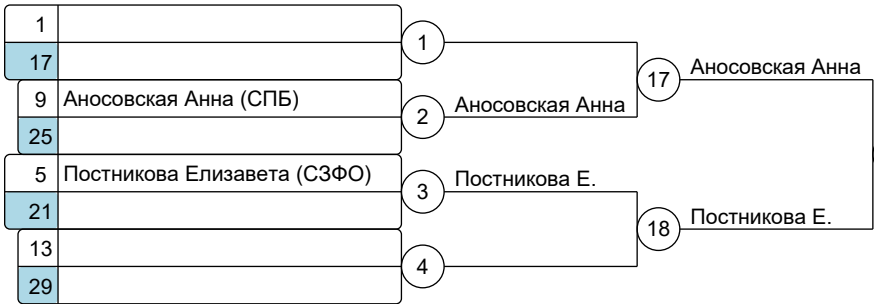 1
1
17
17
Аносовская Анна
9 Аносовская Анна (СПБ)
2
Аносовская Анна
25
5 Постникова Елизавета (СЗФО)
3
Постникова Е.
21
18
Постникова Е.
13
4
29